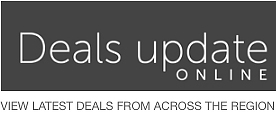 Deals update
ONLINE
VIEW LATEST DEALS FROM ACROSS THE REGION